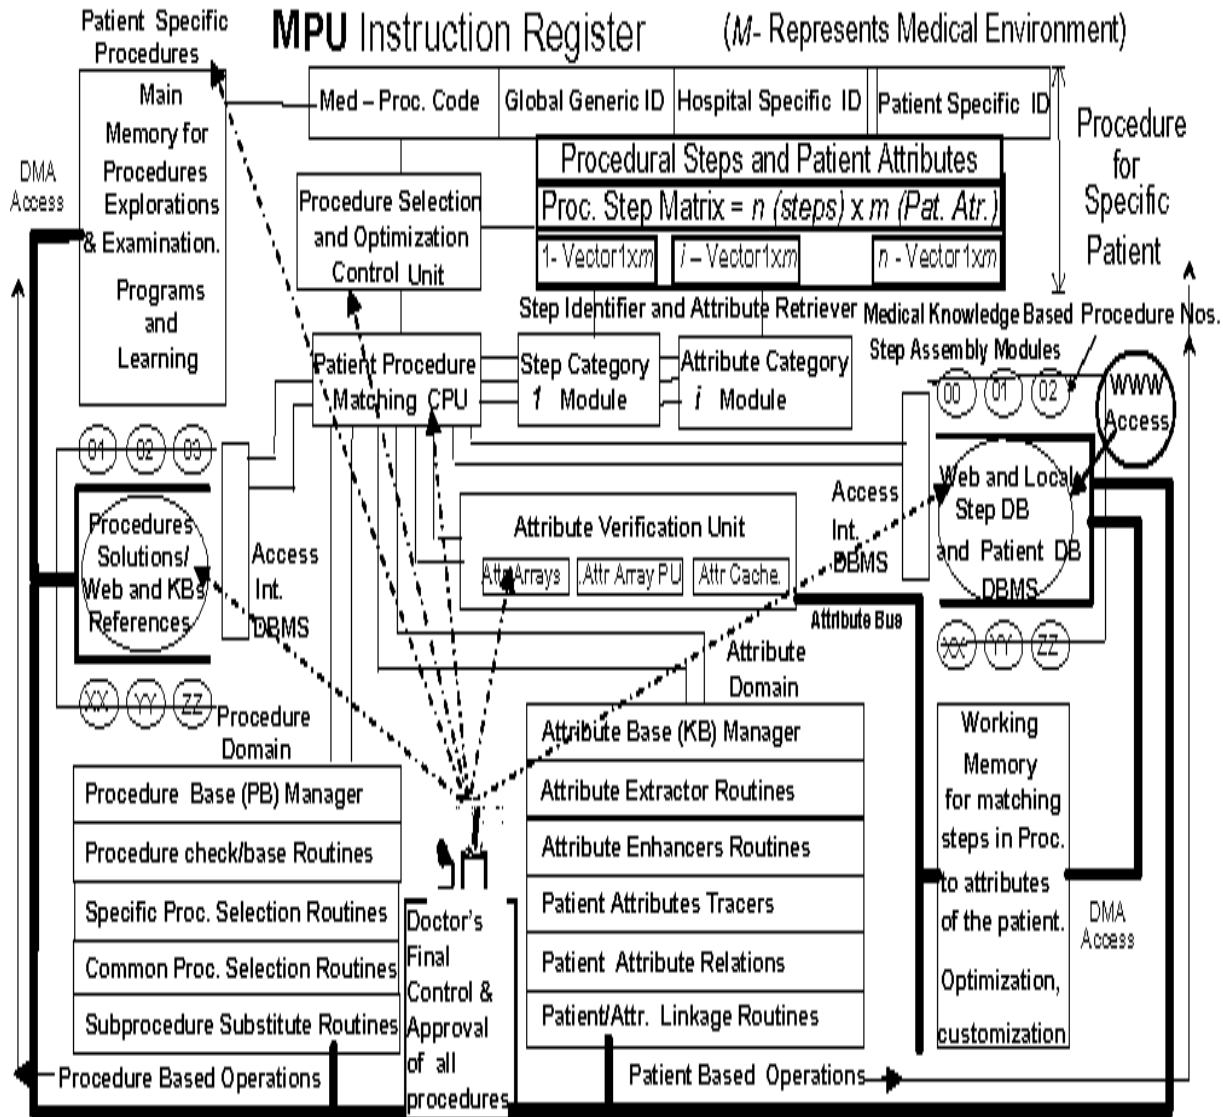 Patient Specific
Procedures
MPU Instruction Register
(M- Represents Medical Environment)
Main
Memory for
Procedures
Explorations
& Examination.
Programs
and
Learning
DMA
Access
Med – Proc. Code
Global Generic ID
Hospital Specific ID
Patient Specific ID
Procedure
for
Specific
Patient
Procedural Steps and Patient Attributes
Proc. Step Matrix = n (steps) x m (Pat. Atr.)
1- Vector1xm
i – Vector1xm
n - Vector1xm
Procedure Selection
and Optimization
Control Unit
Step Identifier and Attribute Retriever
Medical Knowledge Based Procedure Nos.
Step Assembly Modules
Patient Procedure
Matching CPU
Step Category
1 Module
Attribute Category
i Module
00
01
02
WWW
Access
01
02
03
Procedures
Solutions/
Web and KBs
References
Access
Int.
DBMS
XX
YY
ZZ
Attribute Verification Unit
Attr Arrays
.Attr Array PU
Attr Cache.
Access
Int.
DBMS
Web and Local
Step DB
and Patient DB
DBMS
Attribute Bus
XX
YY
ZZ
Attribute
Domain
Procedure
Domain
Procedure Base (PB) Manager
Procedure check/base Routines
Specific Proc. Selection Routines
Common Proc. Selection Routines
Subprocedure Substitute Routines
Doctor's
Final
Control &
Approval
of all
procedures
Attribute Base (KB) Manager
Attribute Extractor Routines
Attribute Enhancers Routines
Patient Attributes Tracers
Patient Attribute Relations
Patient/Attr. Linkage Routines
Working
Memory
for matching
steps in Proc.
to attributes
of the patient.
Optimization,
customization
DMA
Access
Procedure Based Operations
Patient Based Operations